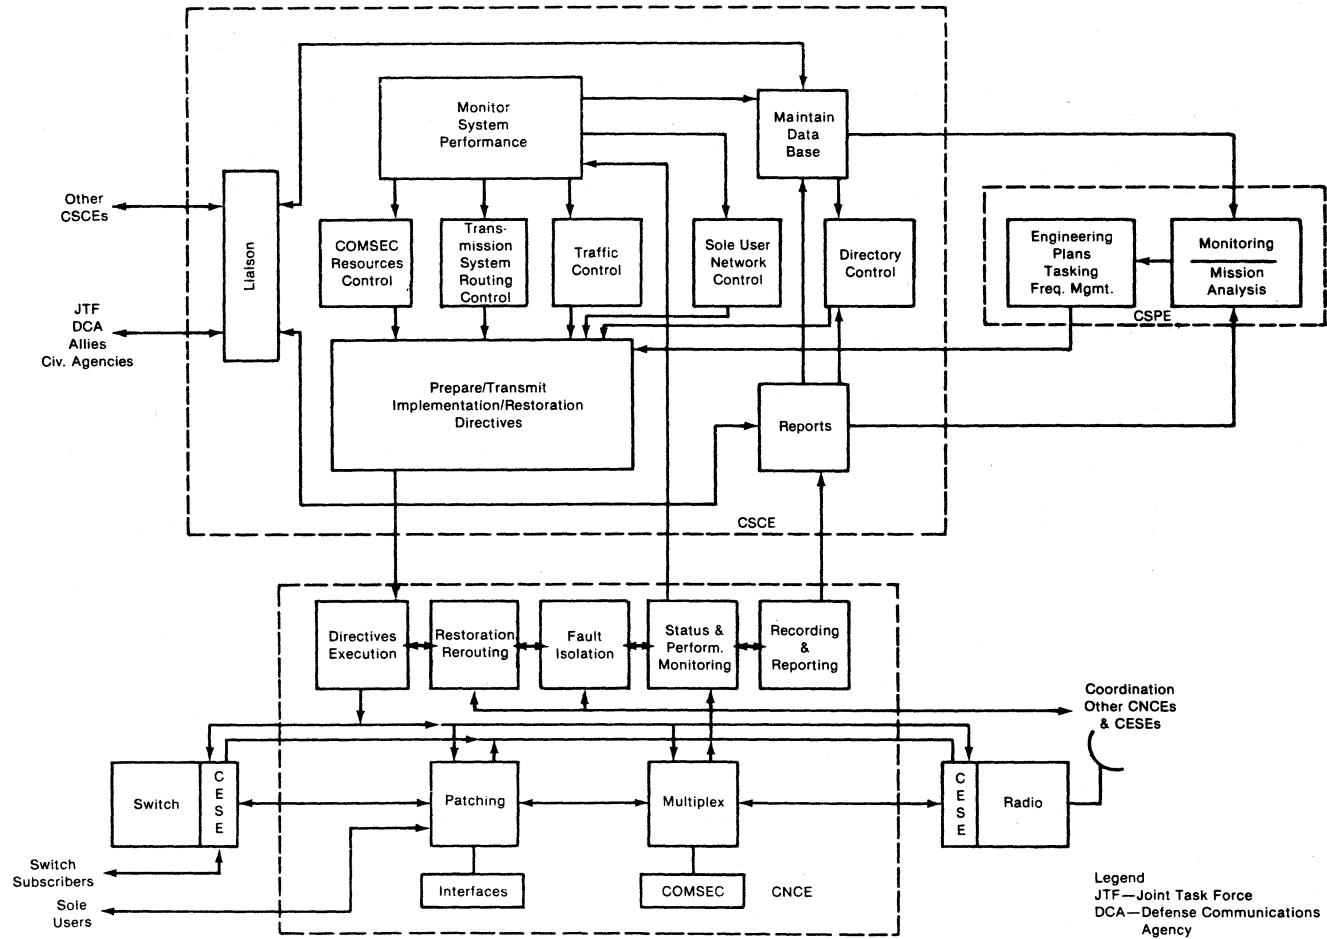 Monitor
System
Performance
Maintain
Data
Base
Other
CSCEs
Liaison
JTF
DCA
Allies
Civ. Agencies
COMSEC
Resources
Control
Trans-
mission
System
Routing
Control
Traffic
Control
Sole User
Network
Control
Directory
Control
Engineering
Plans
Tasking
Freq. Mgmt.
Monitoring
Mission
Analysis
CSPE
Prepare/Transmit
Implementation/Restoration
Directives
Reports
CSCE
Directives
Execution
Restoration
Rerouting
Fault
Isolation
Status &
Perform.
Monitoring
Recording
&
Reporting
Coordination
Other CNCEs
& CESEs
Switch
CESE
Patching
Multiplex
CESE
Radio
Switch
Subscribers
Sole
Users
Interfaces
COMSEC
CNCE
Legend
JTF—Joint Task Force
DCA—Defense Communications
Agency